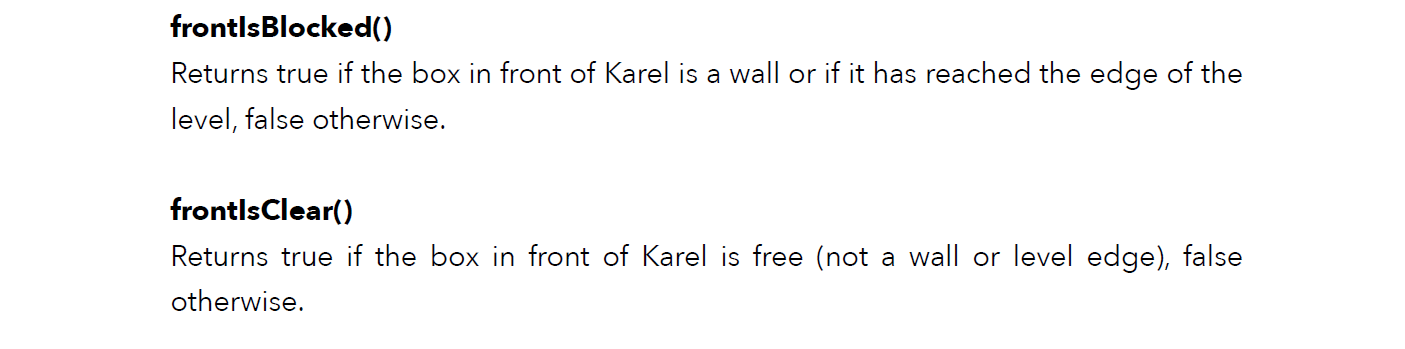 frontIsBlocked()
Returns true if the box in front of Karel is a wall or if it has reached the edge of the
level, false otherwise.
frontIsClear()
Returns true if the box in front of Karel is free (not a wall or level edge), false
otherwise.